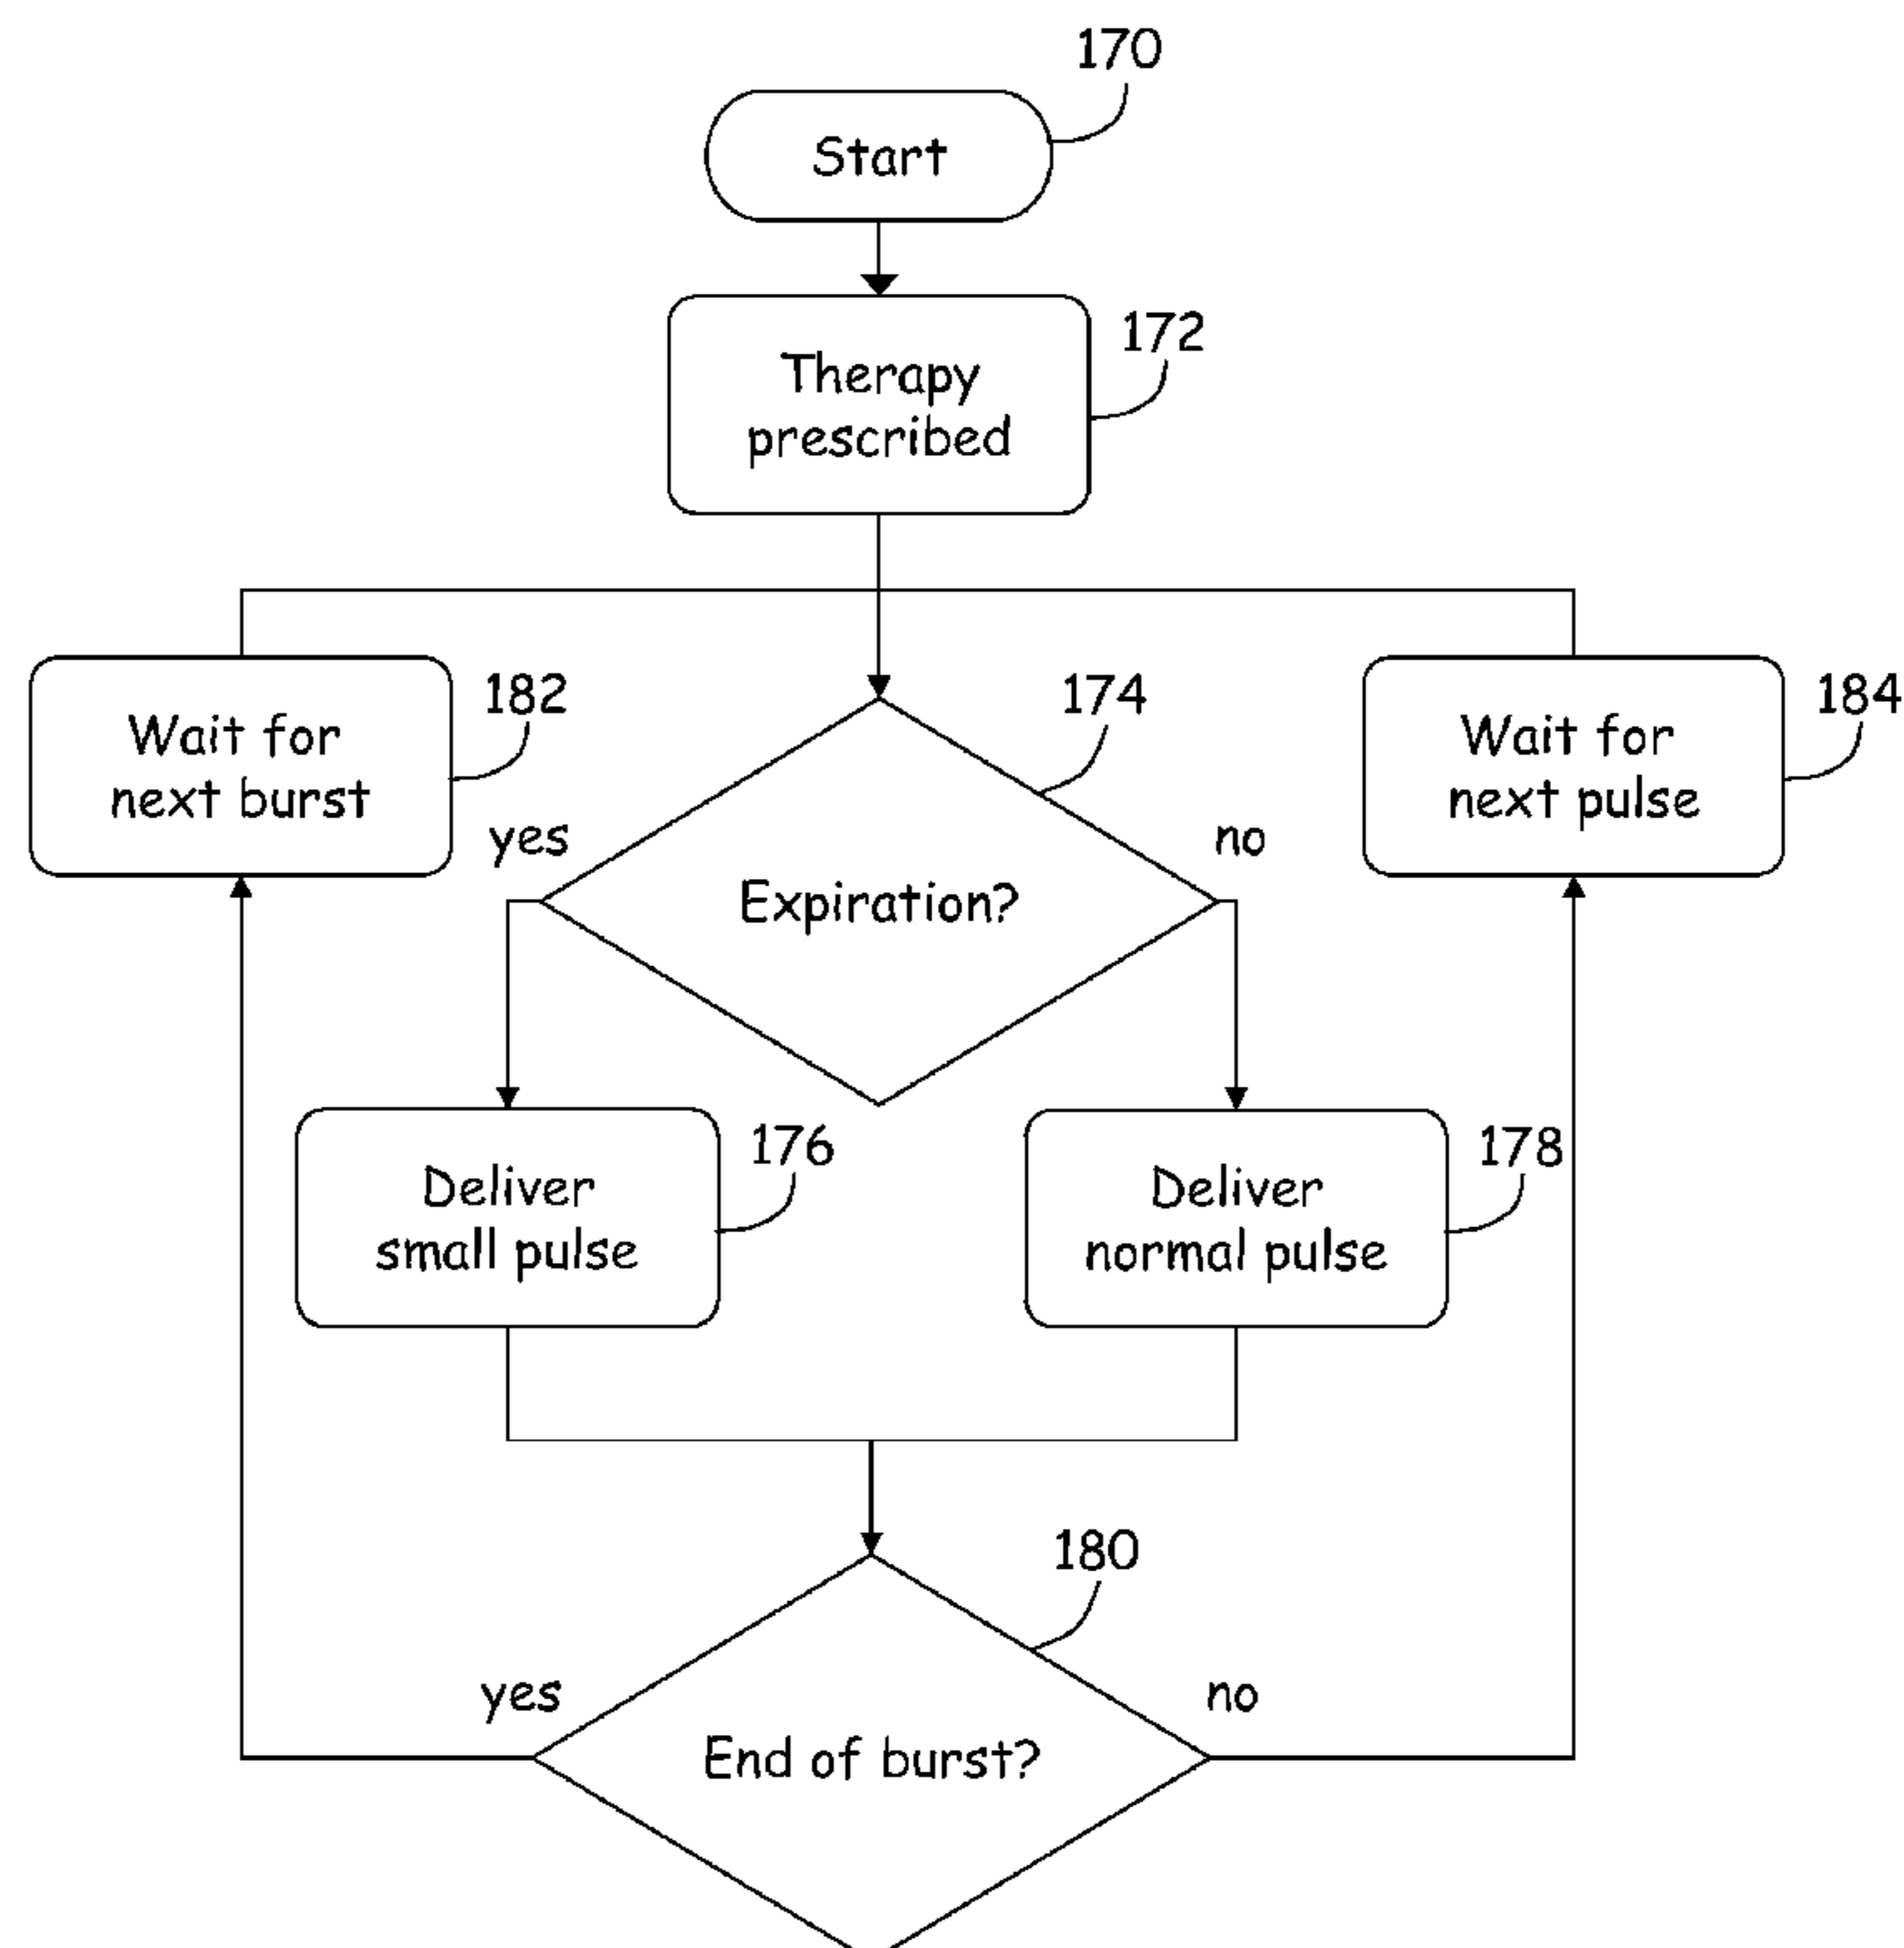 170
Start
172
Therapy
prescribed
182
Wait for
next burst
174
184
Wait for
next pulse
yes
no
Expiration?
176
Deliver
small pulse
178
Deliver
normal pulse
180
yes
no
End of burst?